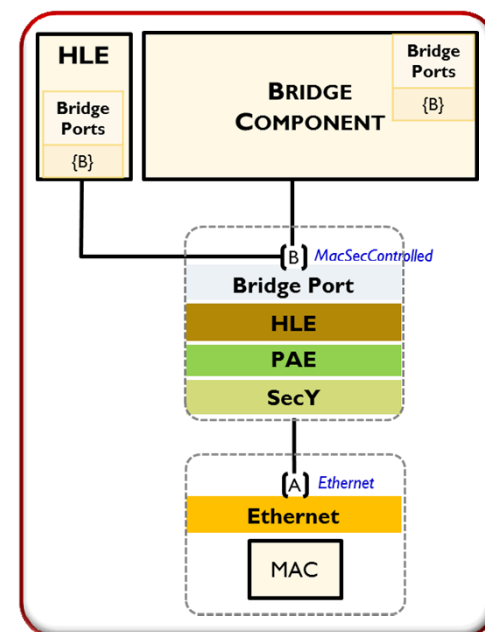 HLE
Bridge
Ports
{B}
BRIDGE
COMPONENT
Bridge
Ports
{B}
(B) MacSecControlled
Bridge Port
HLE
PAE
SecY
(A) Ethernet
Ethernet
MAC